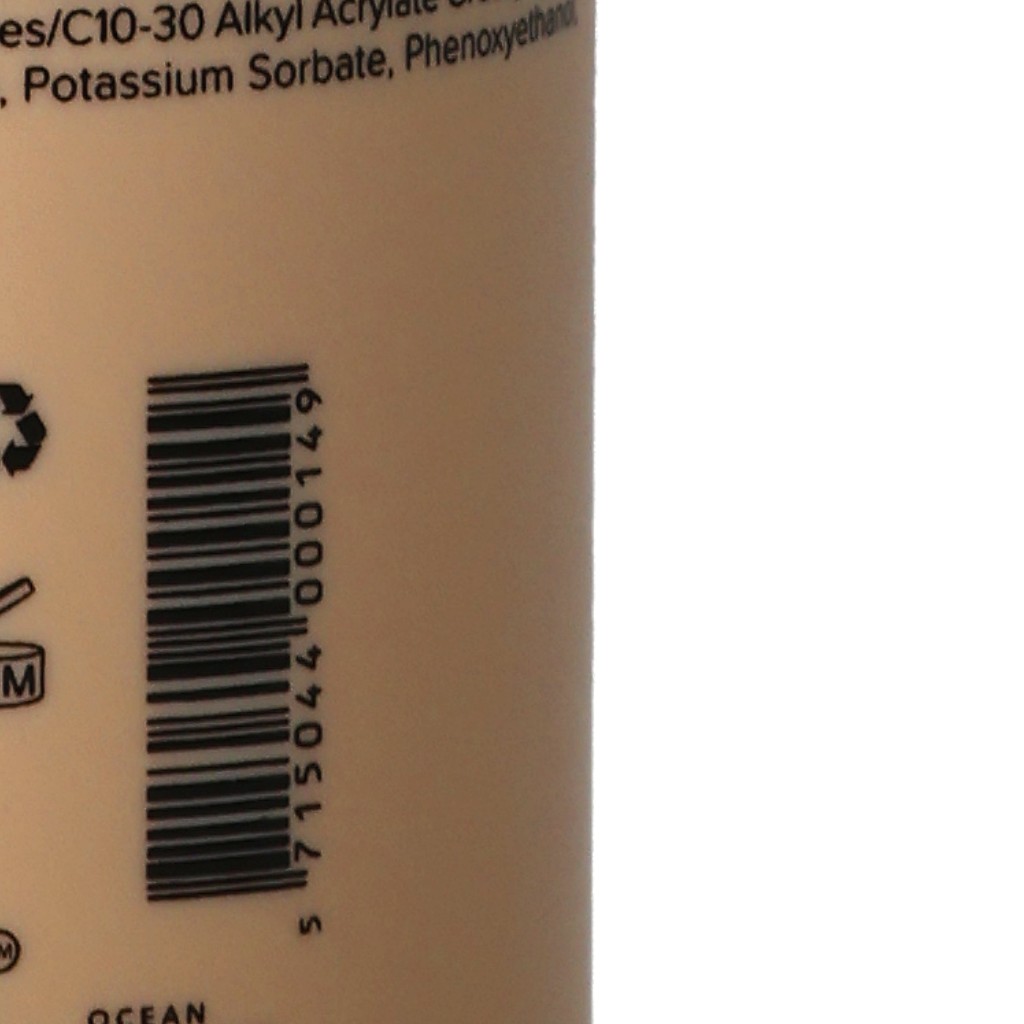 es/C10-30 Alkyl Acrylate
, Potassium Sorbate, Phenoxyethanol,
5 715044 000149
M
M
OCEAN